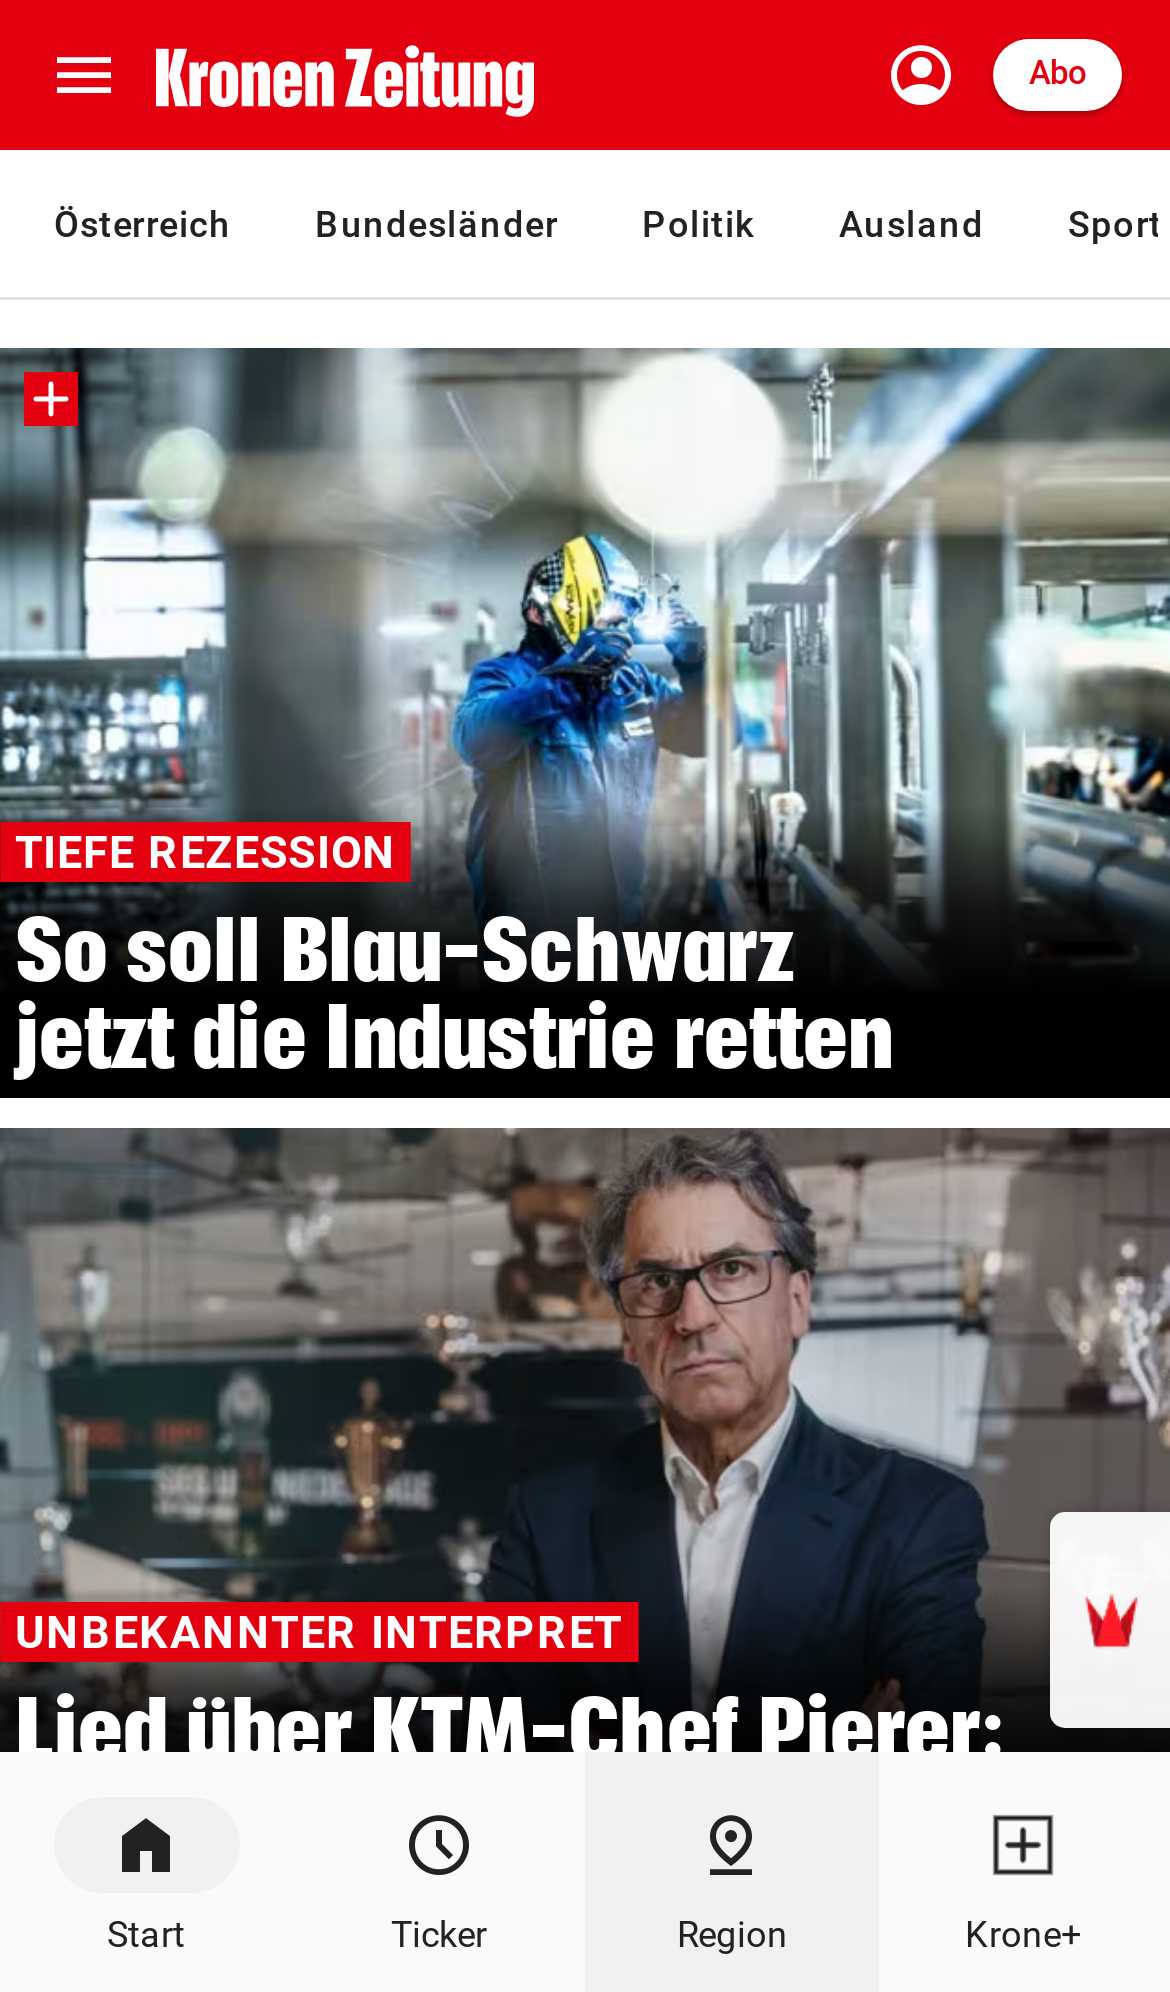 Kronen Zeitung
Abo
Österreich Bundesländer Politik Ausland Sport
TIEFE REZESSION
So soll Blau-Schwarz
jetzt die Industrie retten
UNBEKANNTER INTERPRET
Lied über KTM-Chef Pierer:
Start Ticker Region Krone+